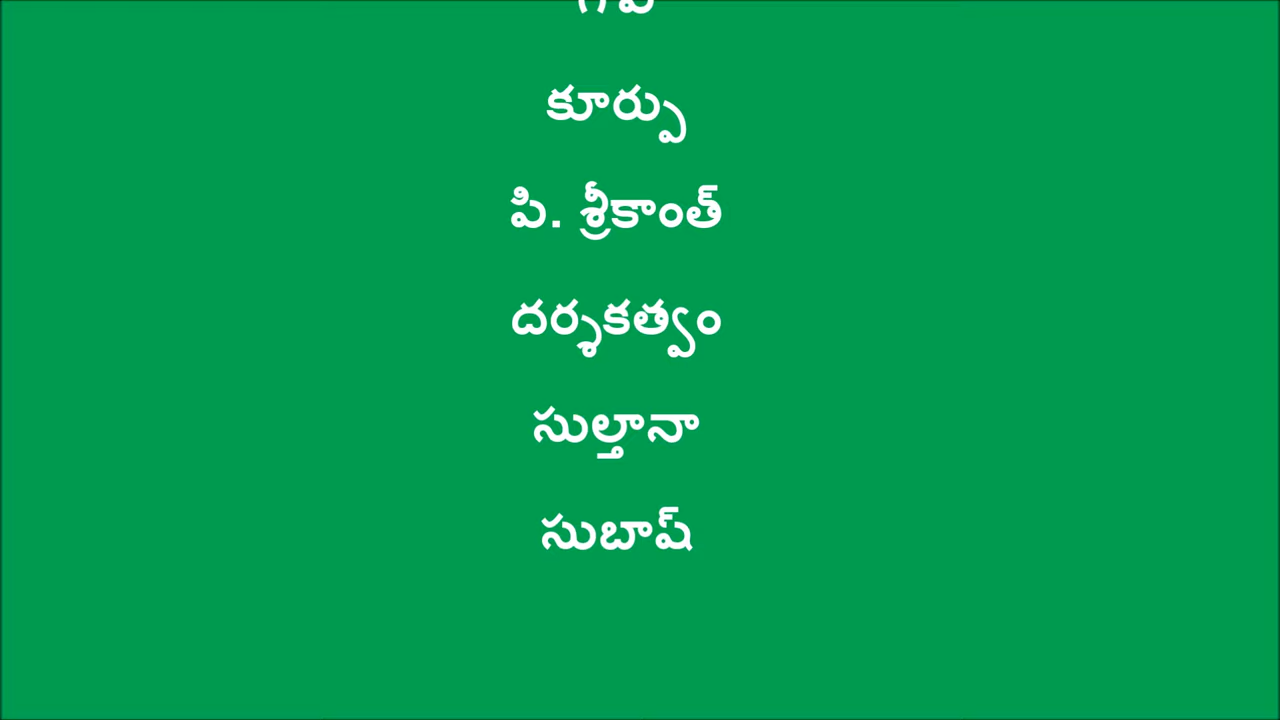 కూర్పు
పి. శ్రీకాంత్
దర్శకత్వం
సుల్తానా
సుబాష్